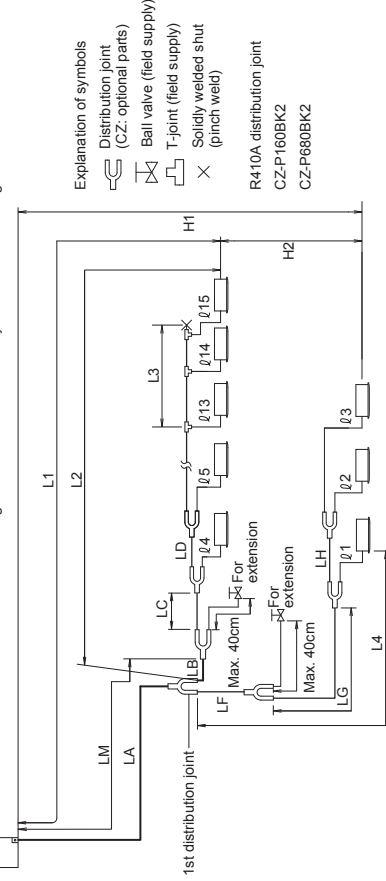 Explanation of symbols
Distribution joint
(CZ: optional parts)
Ball valve (field supply)
T-joint (field supply)
Solidly welded shut
(pinch weld)
R410A distribution joint
CZ-P160BK2
CZ-P680BK2
L1
L2
LM
LA
L3
LC
LD
LB
1st distribution joint
LF
For
extension
Max. 40cm
For
extension
Max. 40cm
LG
LH
L4
H1
H2
ℓ1
ℓ2
ℓ3
ℓ4
ℓ5
ℓ13
ℓ14
ℓ15